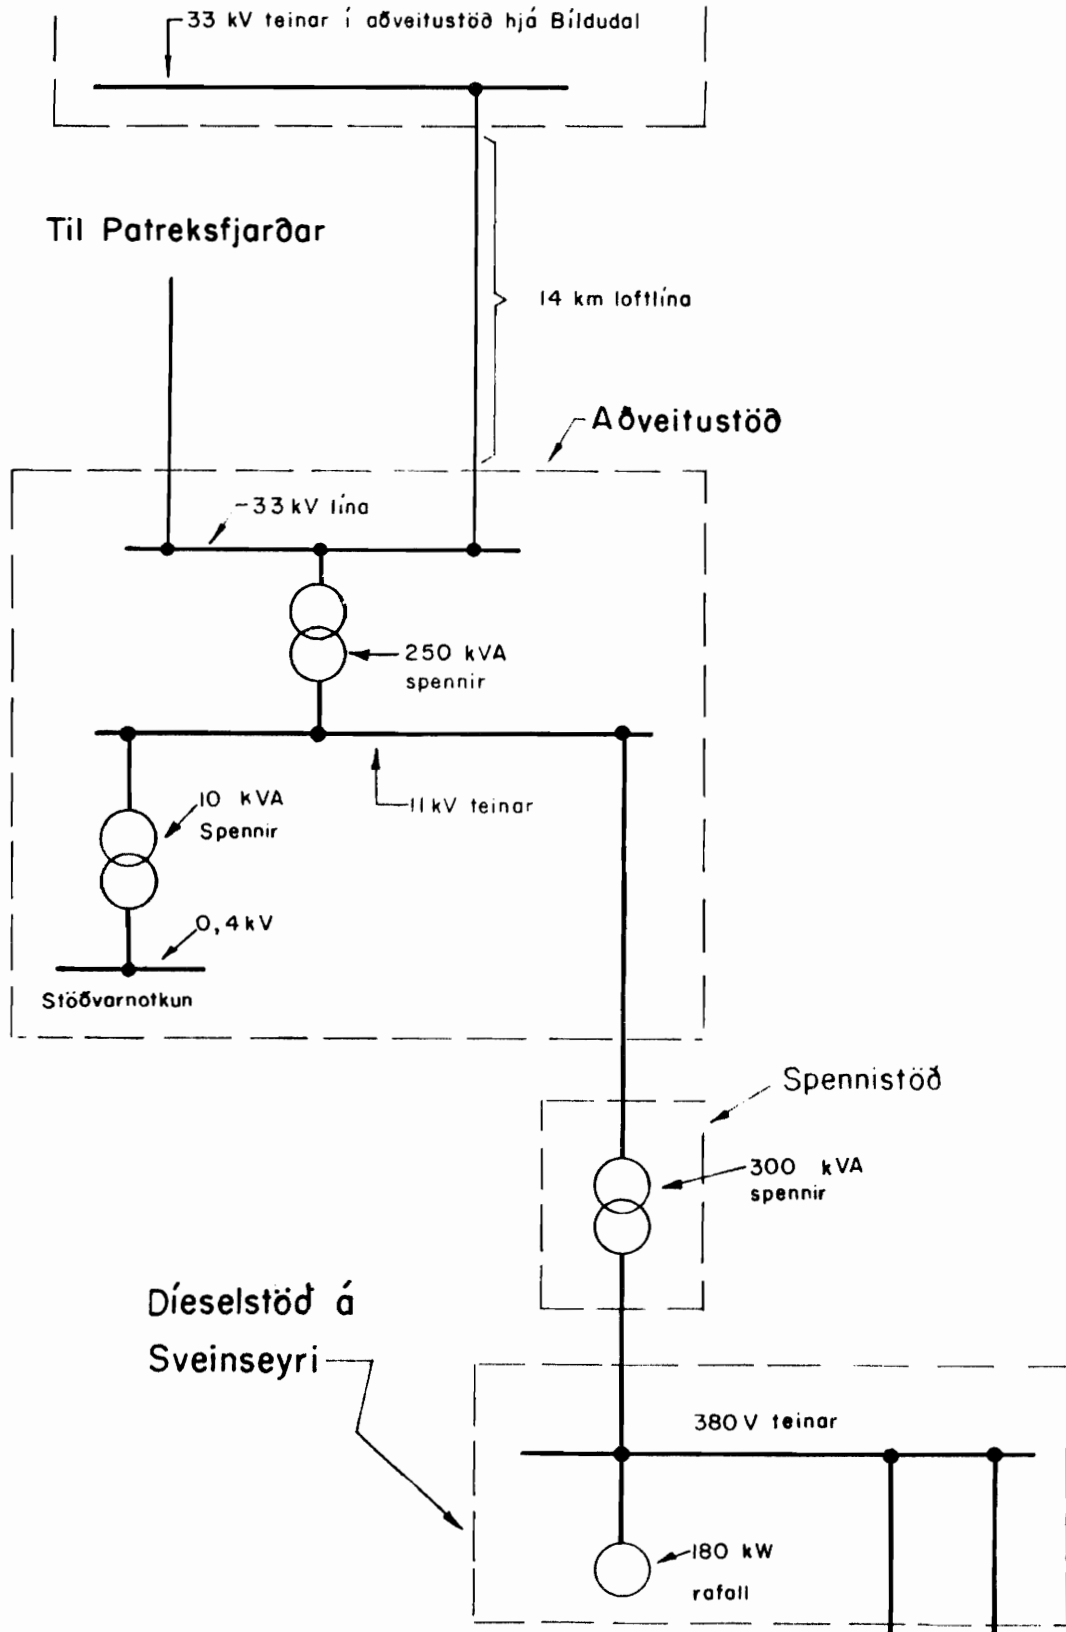 33 kV teinar í aðveitustöð hjá Bíldudal
Til Patreksfjarðar
14 km loftlína
Aðveitustöð
33 kV lína
250 kVA
spennir
10 kVA
Spennir
11 kV teinar
0,4 kV
Stöðvarnotkun
Spennistöð
300 kVA
spennir
Díeselstöð á
Sveinseyri
380 V teinar
180 kW
rafall